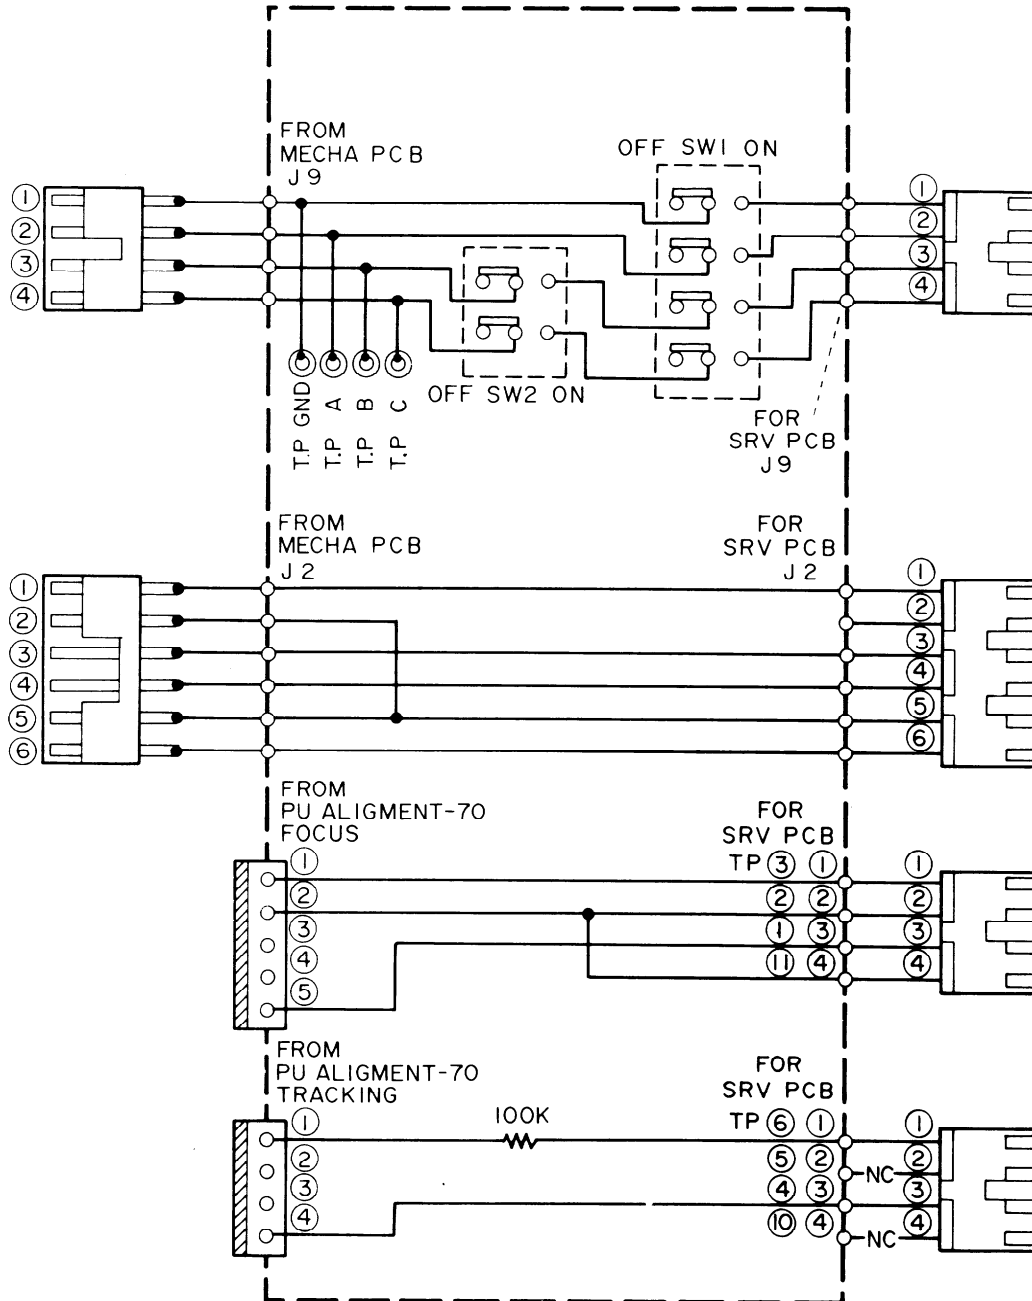 FROM
MECHA PCB
J9
OFF SW1 ON
①
②
③
④
①
②
③
④
OFF SW2 ON
T.P GND
T.P A
T.P B
T.P C
FOR
SRV PCB
J9
FROM
MECHA PCB
J2
FOR
SRV PCB
J2
①
②
③
④
⑤
⑥
①
②
③
④
⑤
⑥
FROM
PU ALIGMENT-70
FOCUS
①
②
③
④
⑤
FOR
SRV PCB
TP ③ ① ①
② ② ②
① ③ ③
⑪ ④ ④
FROM
PU ALIGMENT-70
TRACKING
①
②
③
④
100K
FOR
SRV PCB
TP ⑥ ① ①
⑤ ② ②
NC
④ ③ ③
⑩ ④ ④
NC